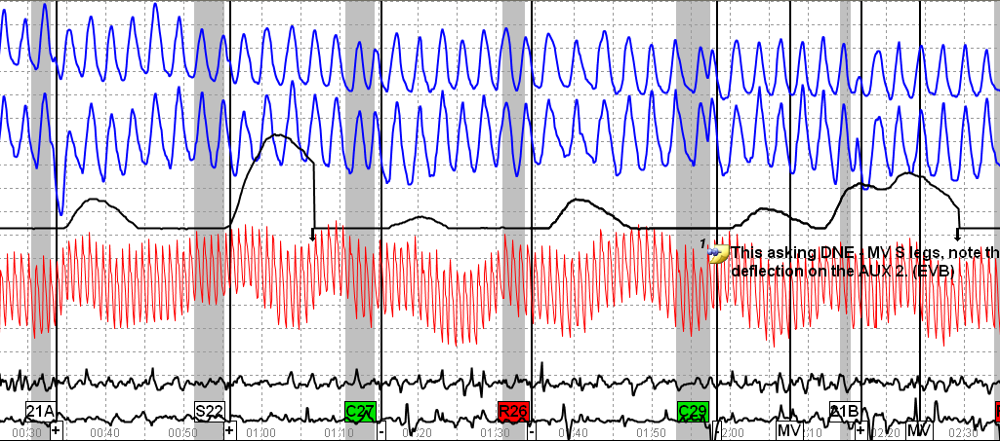 1
This asking DNE - MV S legs, note th
deflection on the AUX 2. (EVB)
21A S22 C27 R26 C29 21B R
+ + - - - + 
00:30 00:40 00:50 01:00 01:10 01:20 01:30 01:40 01:50 02:00 MV 02:20 MV 02:30